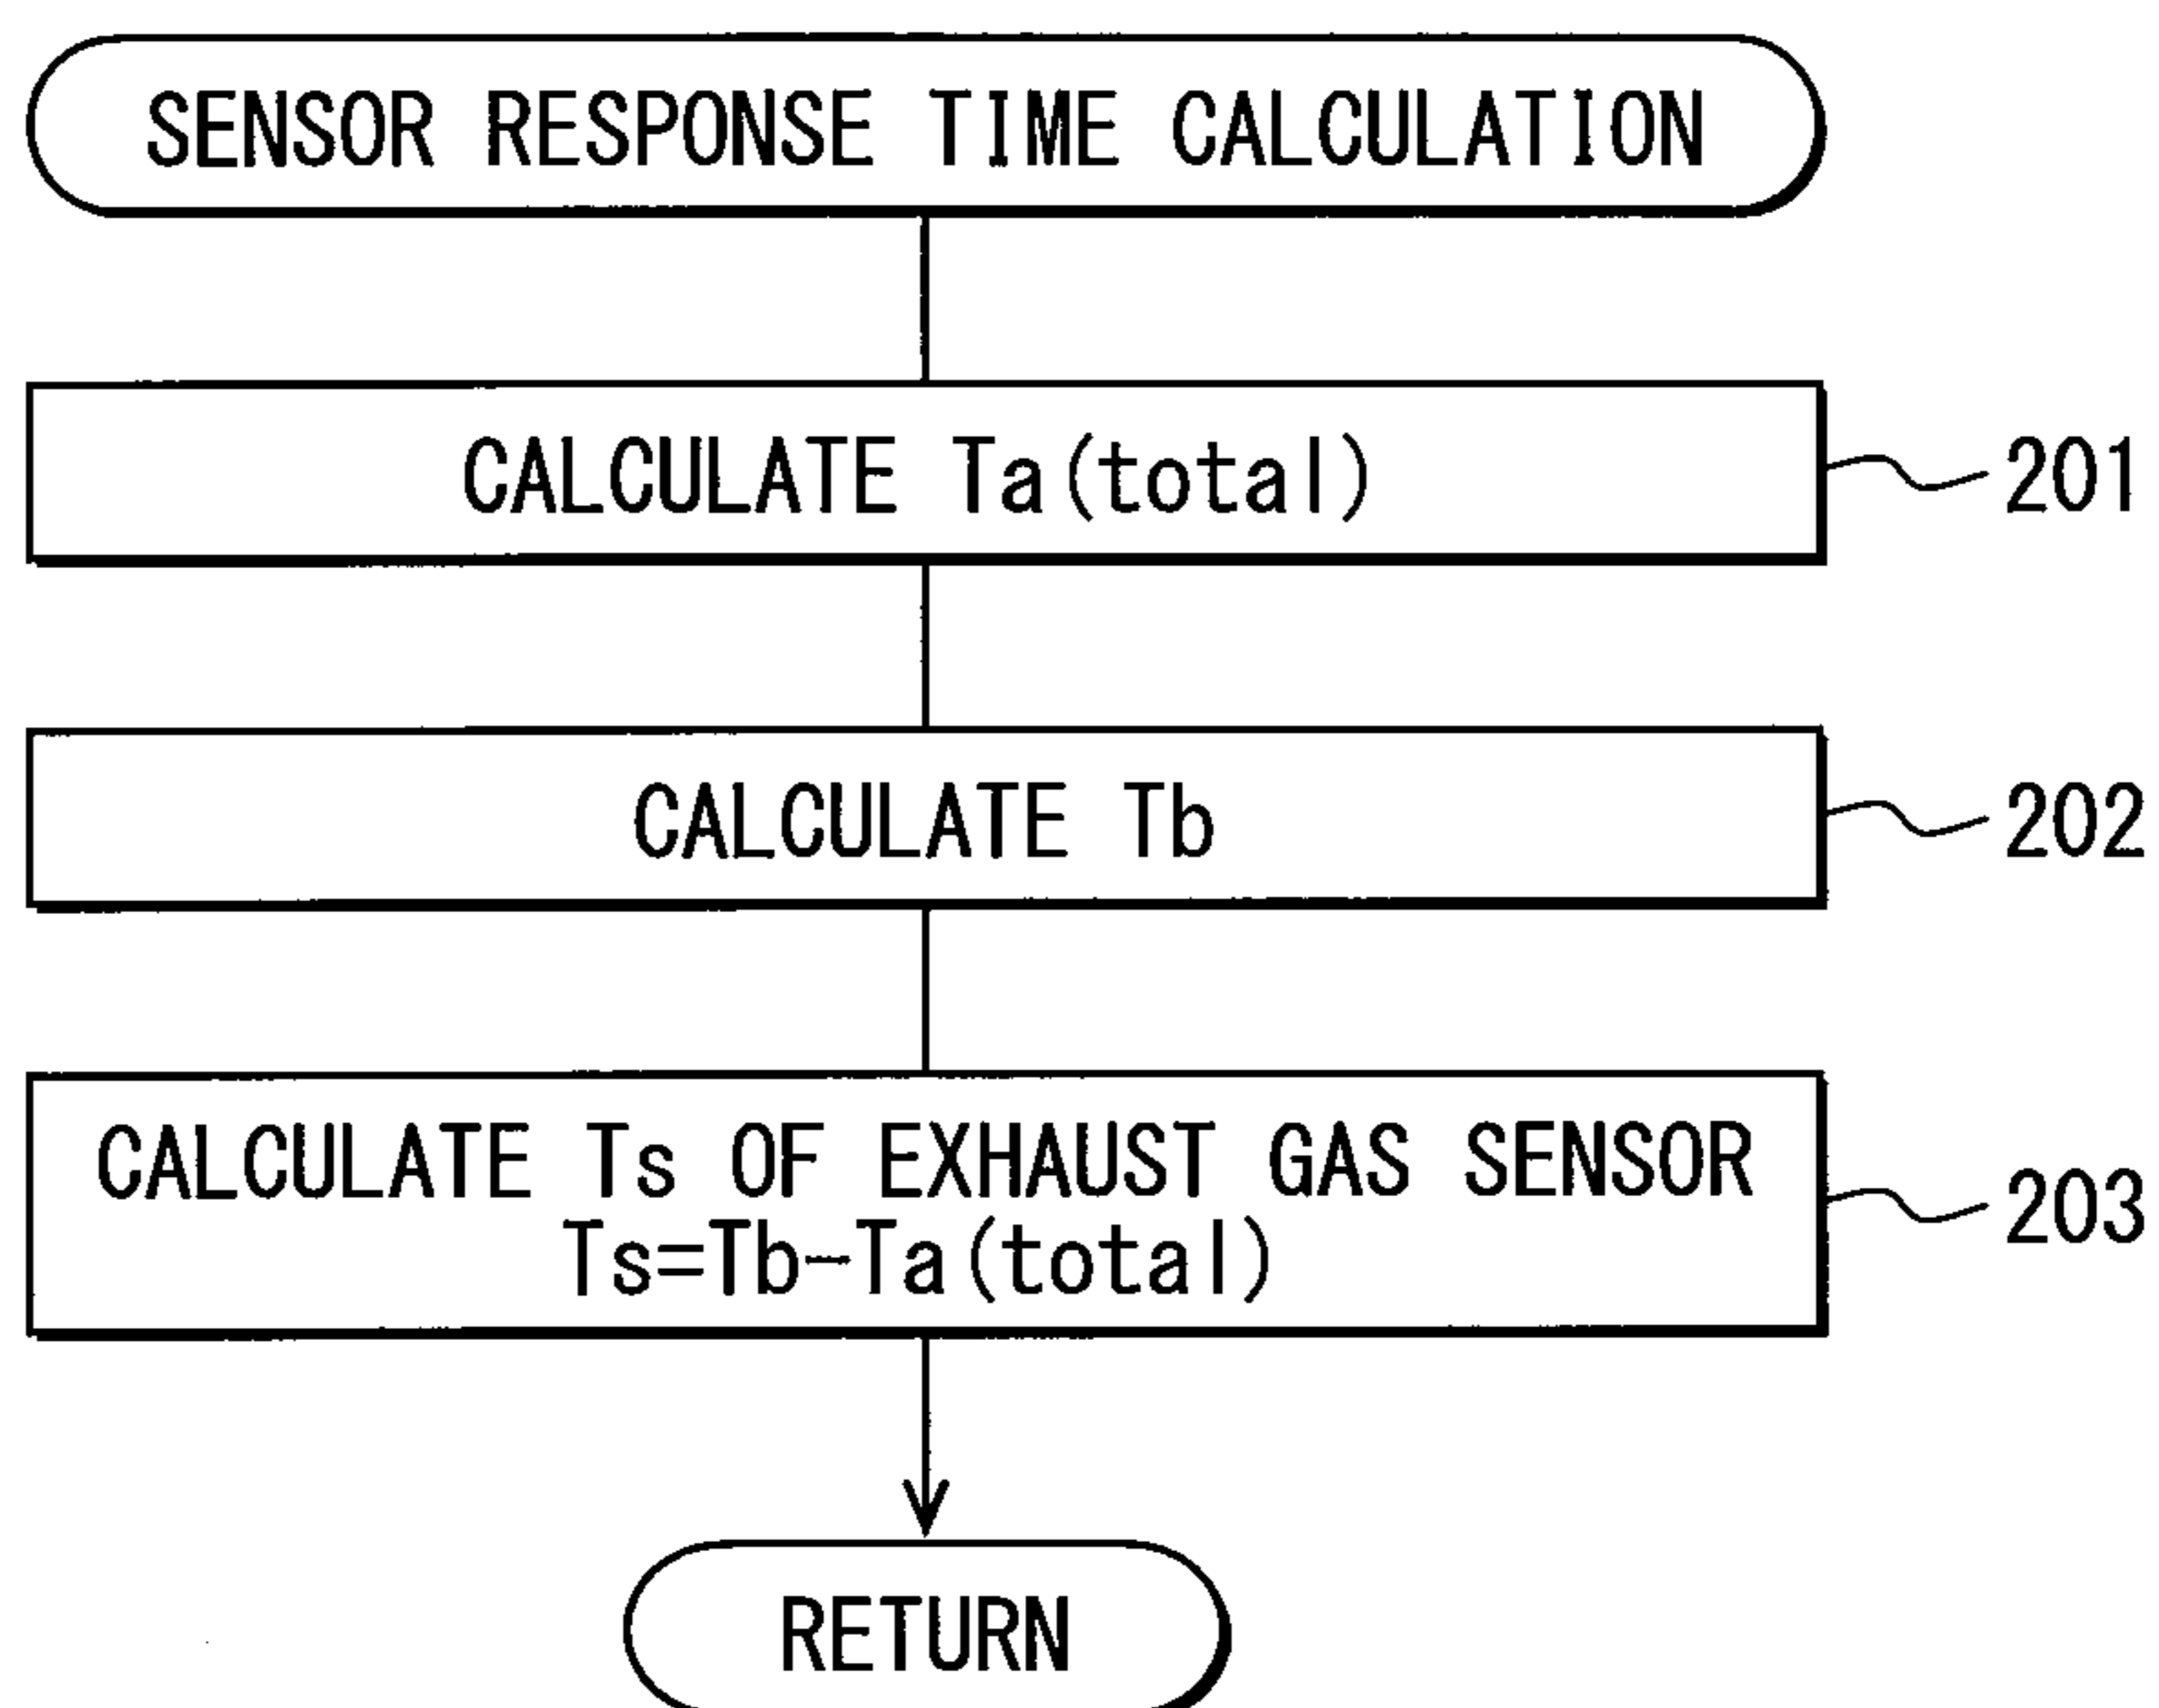 SENSOR RESPONSE TIME CALCULATION
CALCULATE Ta(total)
201
CALCULATE Tb
202
CALCULATE Ts OF EXHAUST GAS SENSOR
Ts=Tb-Ta(total)
203
RETURN